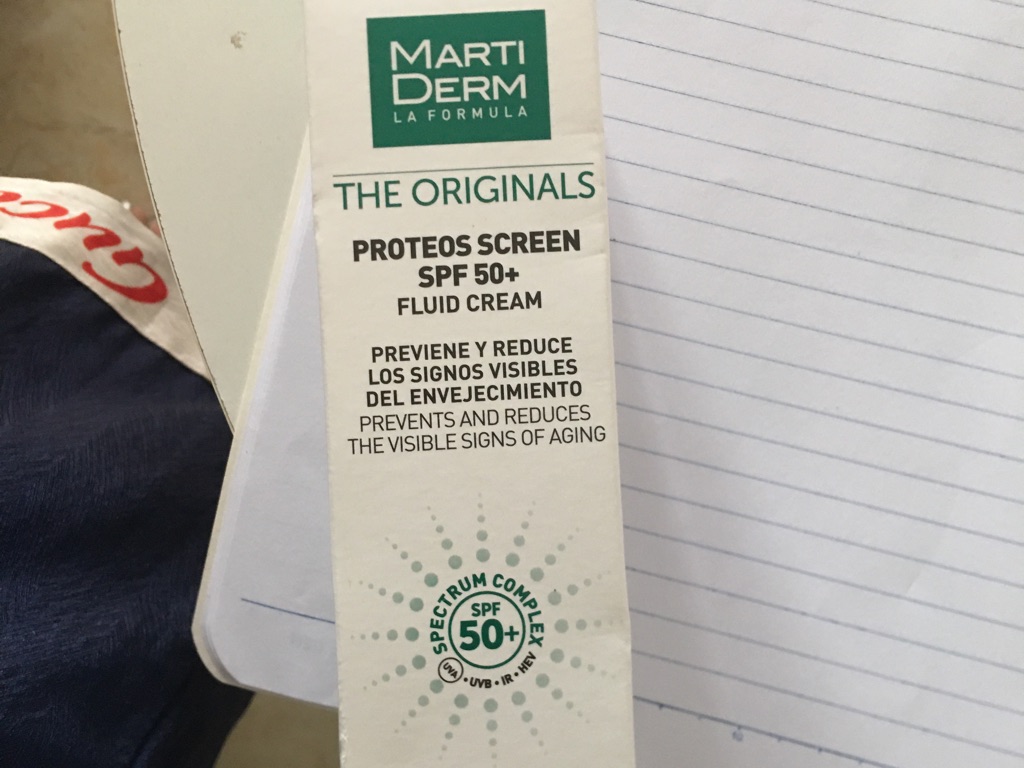 MARTI
DERM
LA FORMULA
THE ORIGINALS
PROTEOS SCREEN
SPF 50+
FLUID CREAM
PREVIENE Y REDUCE
LOS SIGNOS VISIBLES
DEL ENVEJECIMIENTO
PREVENTS AND REDUCES
THE VISIBLE SIGNS OF AGING
SPECTRUM COMPLEX
SPF
50+
UVA • UVB • IR • HEV